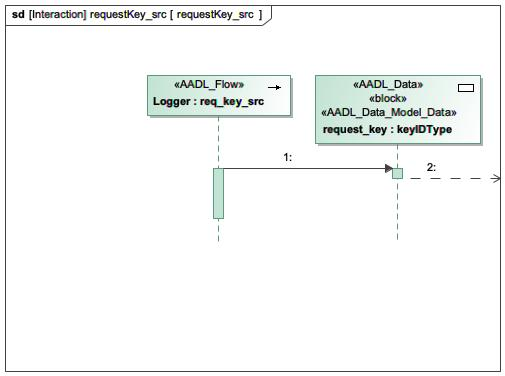 sd [Interaction] requestKey_src [ requestKey_src ]
«AADL_Flow»
Logger : req_key_src
«AADL_Data»
«block»
«AADL_Data_Model_Data»
request_key : keyIDType
1:
2: